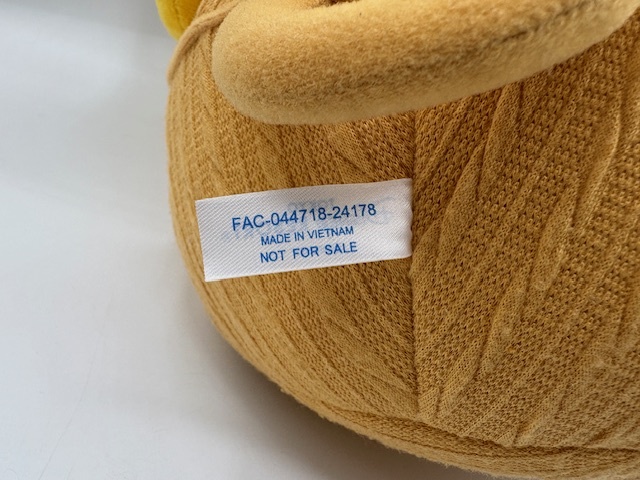 FAC-044718-24178
MADE IN VIETNAM
NOT FOR SALE